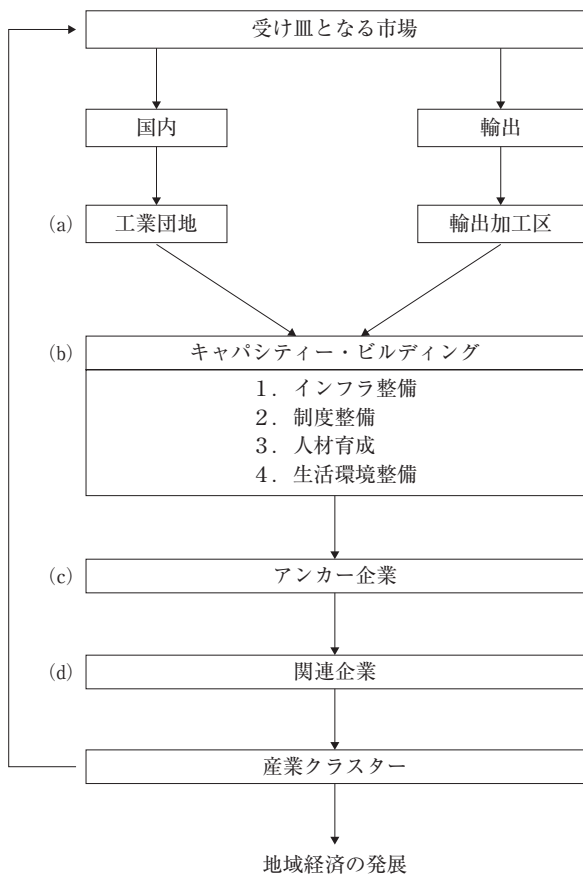 受け皿となる市場
国内
輸出
(a)
工業団地
輸出加工区
(b)
キャパシティー・ビルディング
1. インフラ整備
2. 制度整備
3. 人材育成
4. 生活環境整備
(c)
アンカー企業
(d)
関連企業
産業クラスター
地域経済の発展